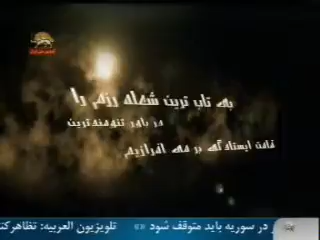 بی تاب ترین شعله رزم را
در باور تنومندترین
قامت ایستادگی بر می افرازیم
ر در سوریه باید متوقف شود «» تلویزیون العربیه: تظاهرکنن